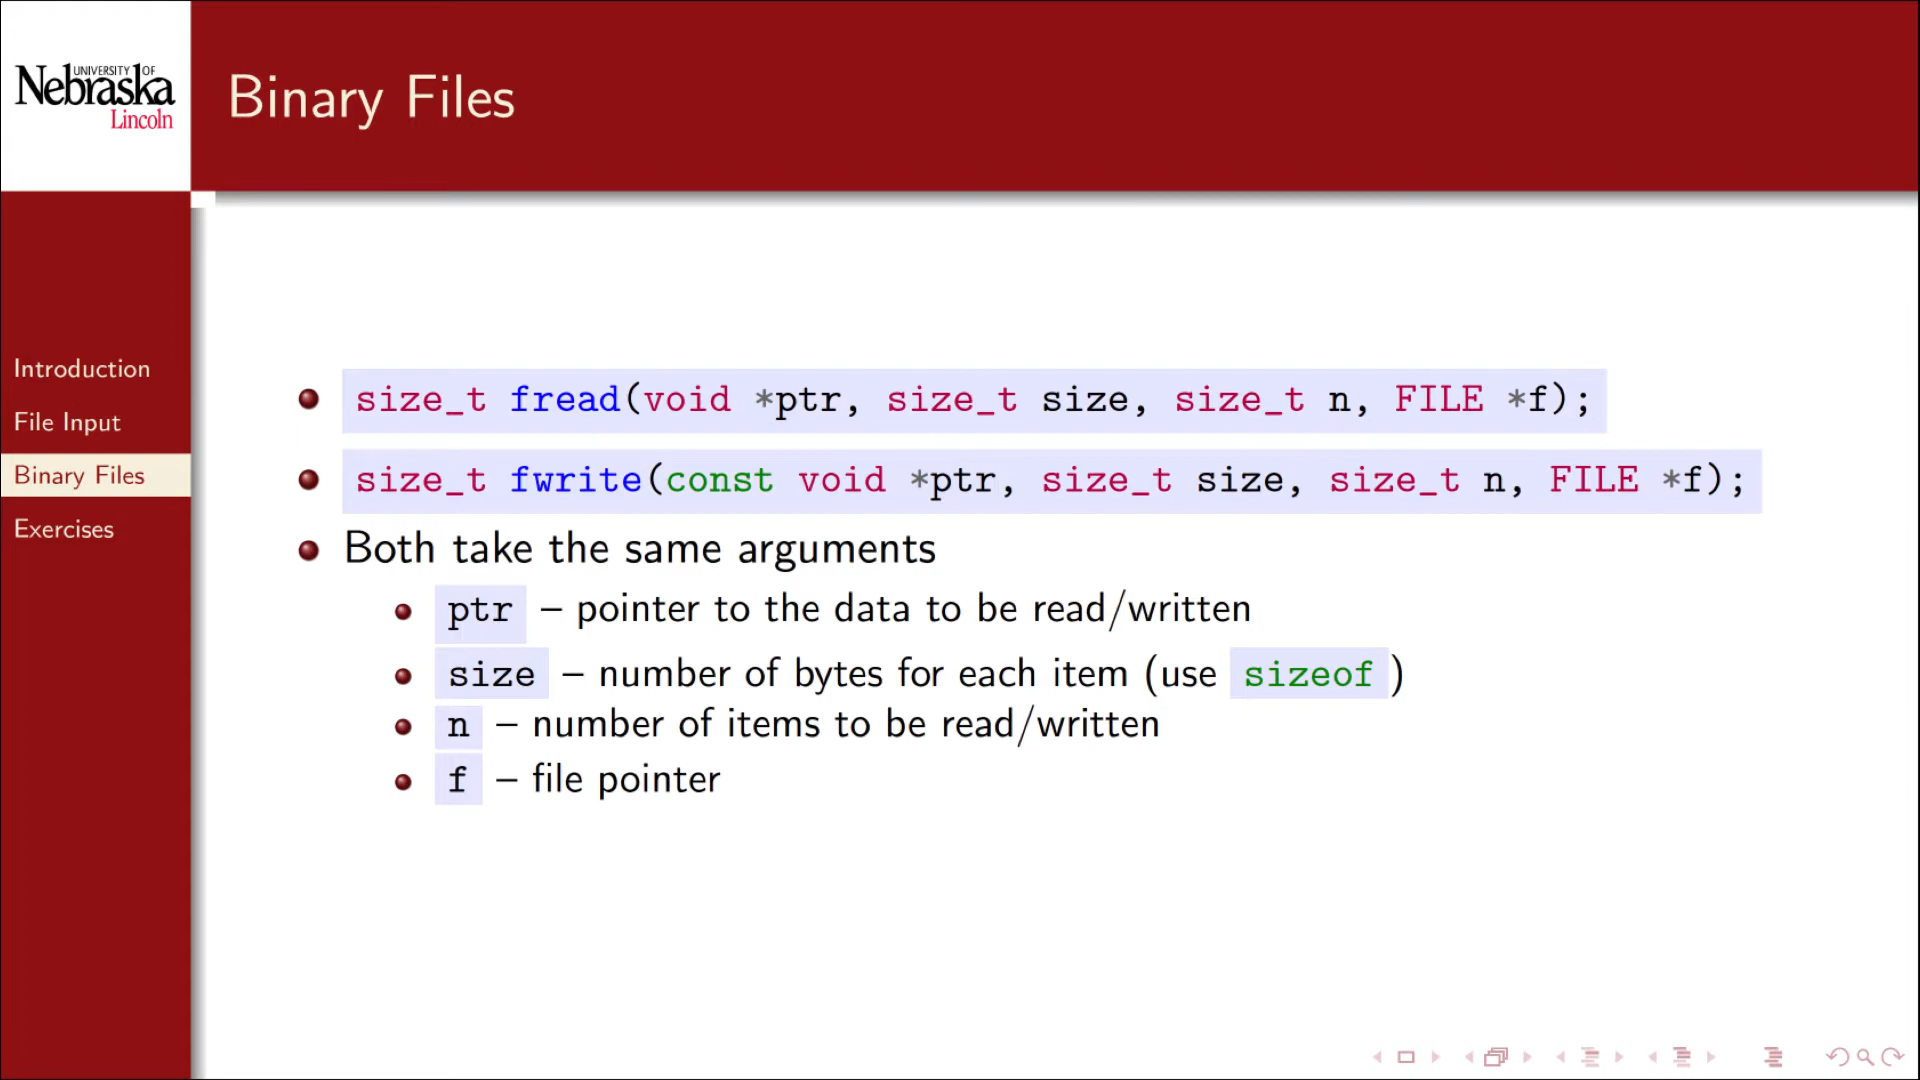 UNIVERSITY OF
Nebraska
Lincoln
Binary Files
Introduction
File Input
Binary Files
Exercises
size_t fread(void *ptr, size_t size, size_t n, FILE *f);
size_t fwrite(const void *ptr, size_t size, size_t n, FILE *f);
Both take the same arguments
ptr – pointer to the data to be read/written
size – number of bytes for each item (use sizeof )
n – number of items to be read/written
f – file pointer